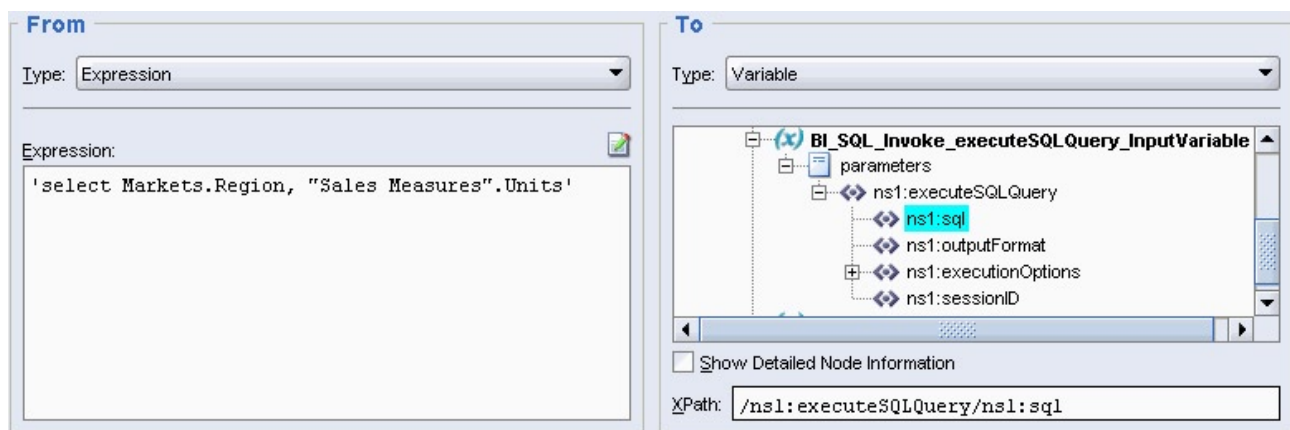 From
Type: Expression
Expression:
'select Markets.Region, "Sales Measures".Units'
To
Type: Variable
(x) BI_SQL_Invoke_executeSQLQuery_InputVariable
parameters
ns1:executeSQLQuery
ns1:sql
ns1:outputFormat
ns1:executionOptions
ns1:sessionID
Show Detailed Node Information
XPath: /ns1:executeSQLQuery/ns1:sql